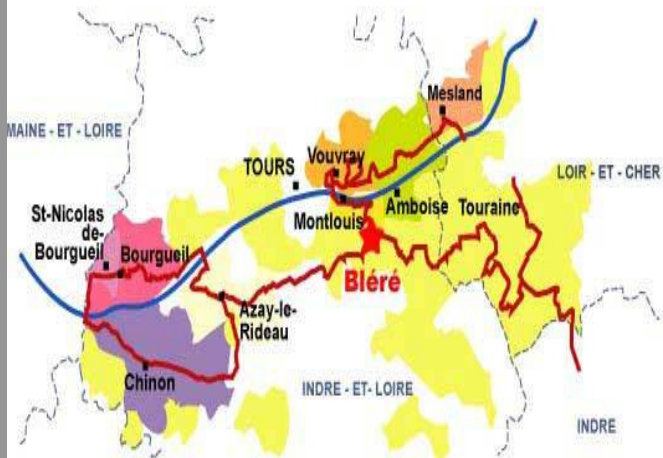 Mesland
MAINE - ET - LOIRE
Vouvray
TOURS
LOIR - ET - CHER
St-Nicolas
de-
Bourgueil
Bourgueil
Montlouis
Amboise
Touraine
Bléré
Azay-le-
Rideau
Chinon
INDRE - ET- LOIRE
INDRE